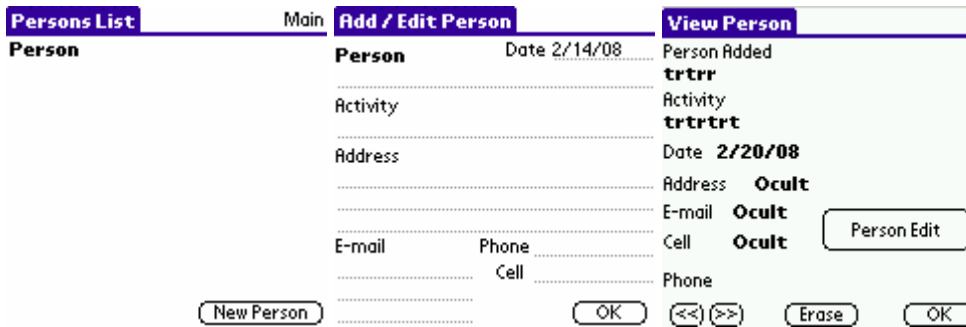 Persons List Main
Person
New Person
Add / Edit Person
Person Date 2/14/08
Activity
Address
E-mail Phone
Cell
OK
View Person
Person Added
trtrr
Activity
trtrtrt
Date 2/20/08
Address Ocult
E-mail Ocult
Person Edit
Cell Ocult
Phone
<< >> Erase OK